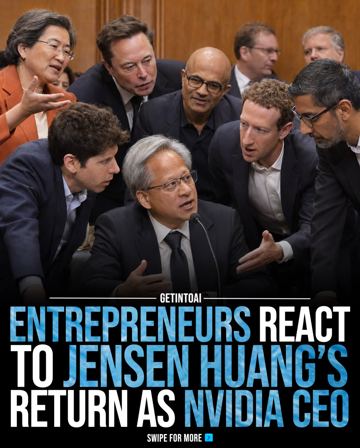 GETINTOAI
ENTREPRENEURS REACT
TO JENSEN HUANG'S
RETURN AS NVIDIA CEO
SWIPE FOR MORE